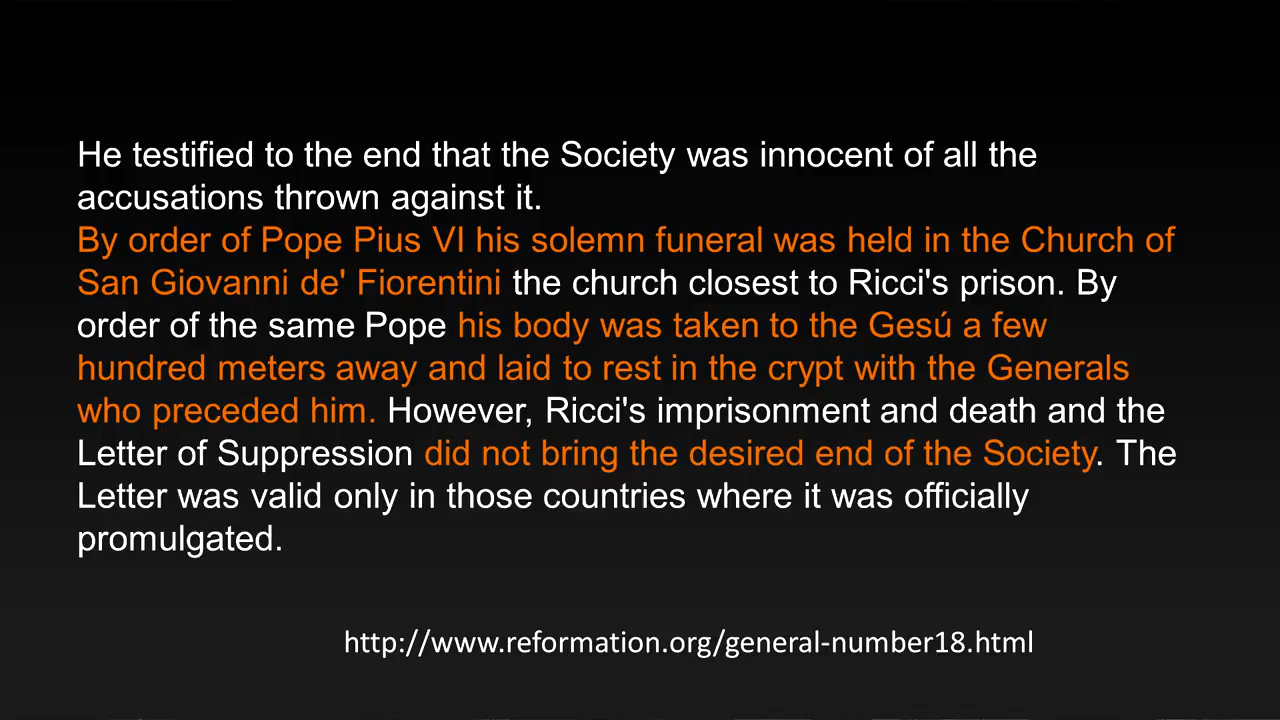 He testified to the end that the Society was innocent of all the
accusations thrown against it.
By order of Pope Pius VI his solemn funeral was held in the Church of
San Giovanni de' Fiorentini the church closest to Ricci's prison. By
order of the same Pope his body was taken to the Gesú a few
hundred meters away and laid to rest in the crypt with the Generals
who preceded him. However, Ricci's imprisonment and death and the
Letter of Suppression did not bring the desired end of the Society. The
Letter was valid only in those countries where it was officially
promulgated.
http://www.reformation.org/general-number18.html